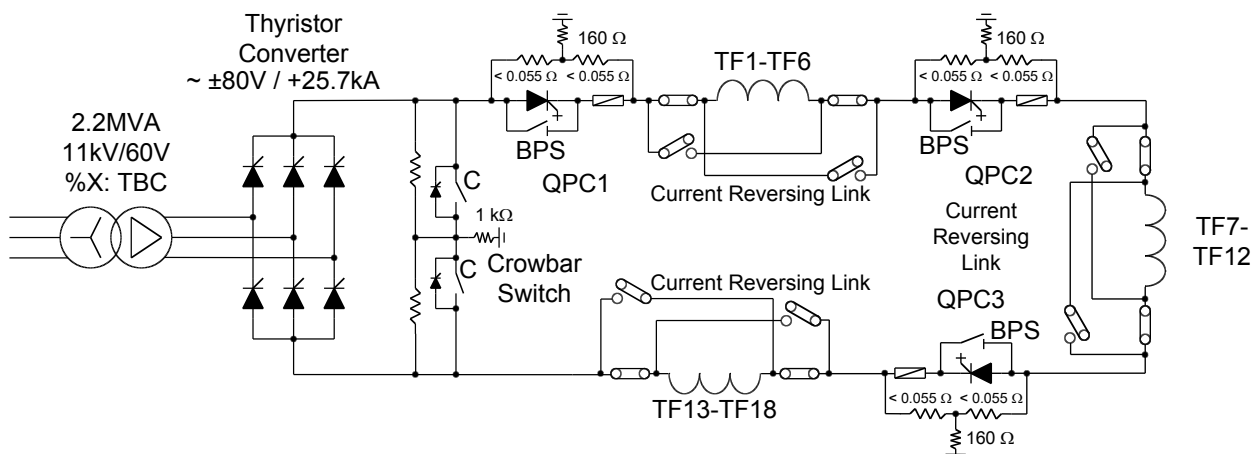 Thyristor
Converter
~ ±80V / +25.7kA
2.2MVA
11kV/60V
%X: TBC
160 Ω
< 0.055 Ω
< 0.055 Ω
BPS
QPC1
TF1-TF6
Current Reversing Link
160 Ω
< 0.055 Ω
< 0.055 Ω
BPS
QPC2
Current
Reversing
Link
TF7-
TF12
C
1 kΩ
C
Crowbar
Switch
Current Reversing Link
TF13-TF18
QPC3
BPS
< 0.055 Ω
< 0.055 Ω
160 Ω